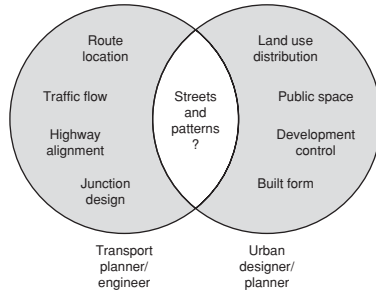 Route
location
Traffic flow
Highway
alignment
Junction
design
Streets
and
patterns
?
Land use
distribution
Public space
Development
control
Built form
Transport
planner/
engineer
Urban
designer/
planner